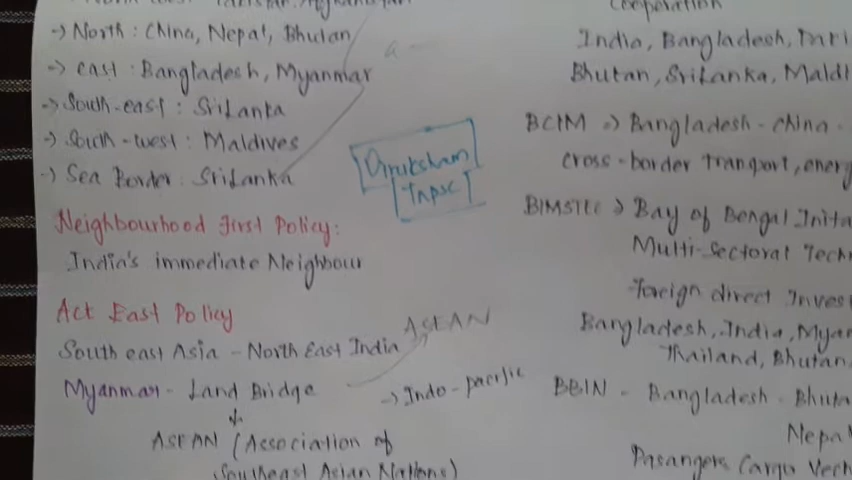 → North : China, Nepal, Bhutan
→ east : Bangladesh, Myanmar
→ South-east : SriLanka
→ South-west : Maldives
→ Sea Border : SriLanka
Neighbourhood First Policy:
India's immediate Neighbour
Act East Policy
South east Asia - North East India
ASEAN
Myanmar - Land Bridge
→ Indo-pacific
ASEAN (Association of
Southeast Asian Nations)
Tnpsc
Cooperation
India, Bangladesh,
Bhutan, SriLanka,
BCIM ⇒ Bangladesh - China -
cross-border transport,
BIMSTEC ⇒ Bay of Bengal
Multi-Sectoral
foreign direct
Bangladesh, India,
Thailand, Bhutan,
BBIN - Bangladesh -
Nepal
Pasangers Cargo